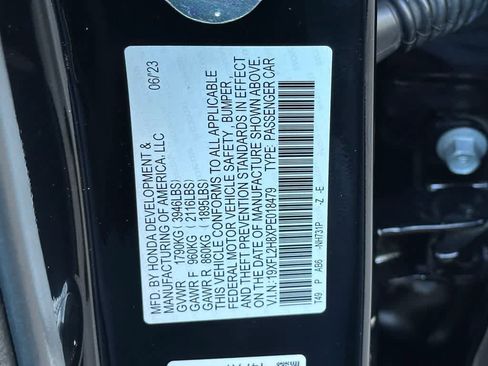 MFD. BY HONDA DEVELOPMENT & 06/23
MANUFACTURING OF AMERICA, LLC
GVWR 1790KG ( 3946LBS)
GAWR F 960KG ( 2116LBS)
GAWR R 860KG ( 1895LBS)
THIS VEHICLE CONFORMS TO ALL APPLICABLE
FEDERAL MOTOR VEHICLE SAFETY, BUMPER,
AND THEFT PREVENTION STANDARDS IN EFFECT
ON THE DATE OF MANUFACTURE SHOWN ABOVE.
V.I.N.: 19XFL2H8XPE018479 TYPE: PASSENGER CAR
T49 P AB6 -NH731P -Z -E